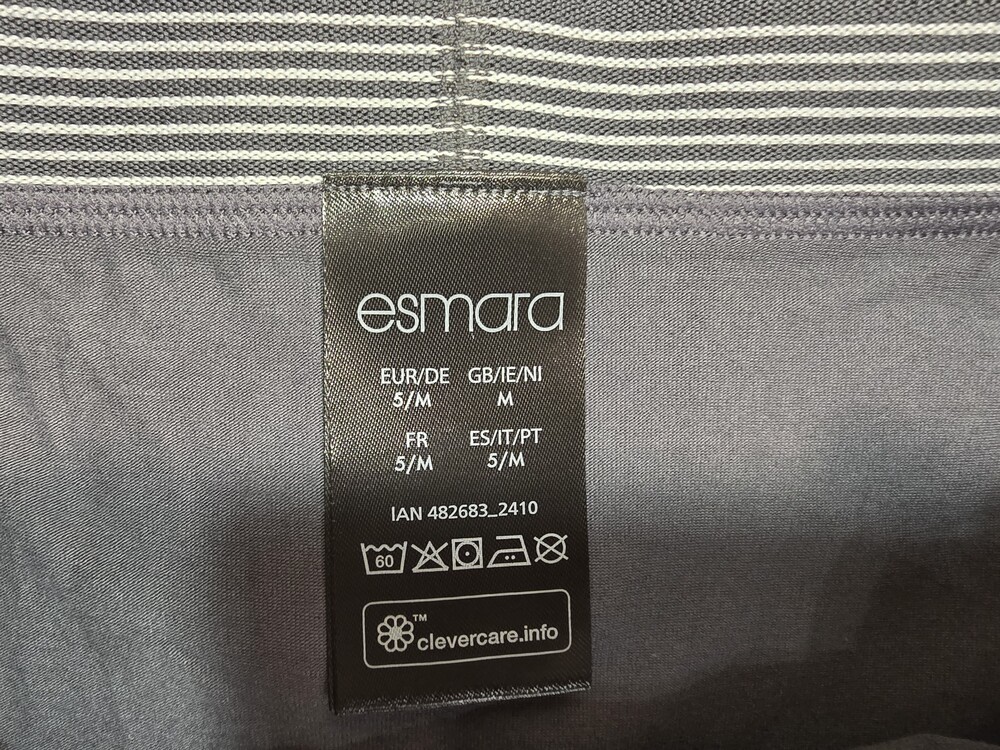 esmara
EUR/DE GB/IE/NI
5/M M
FR ES/IT/PT
5/M 5/M
IAN 482683_2410
60
™ clevercare.info